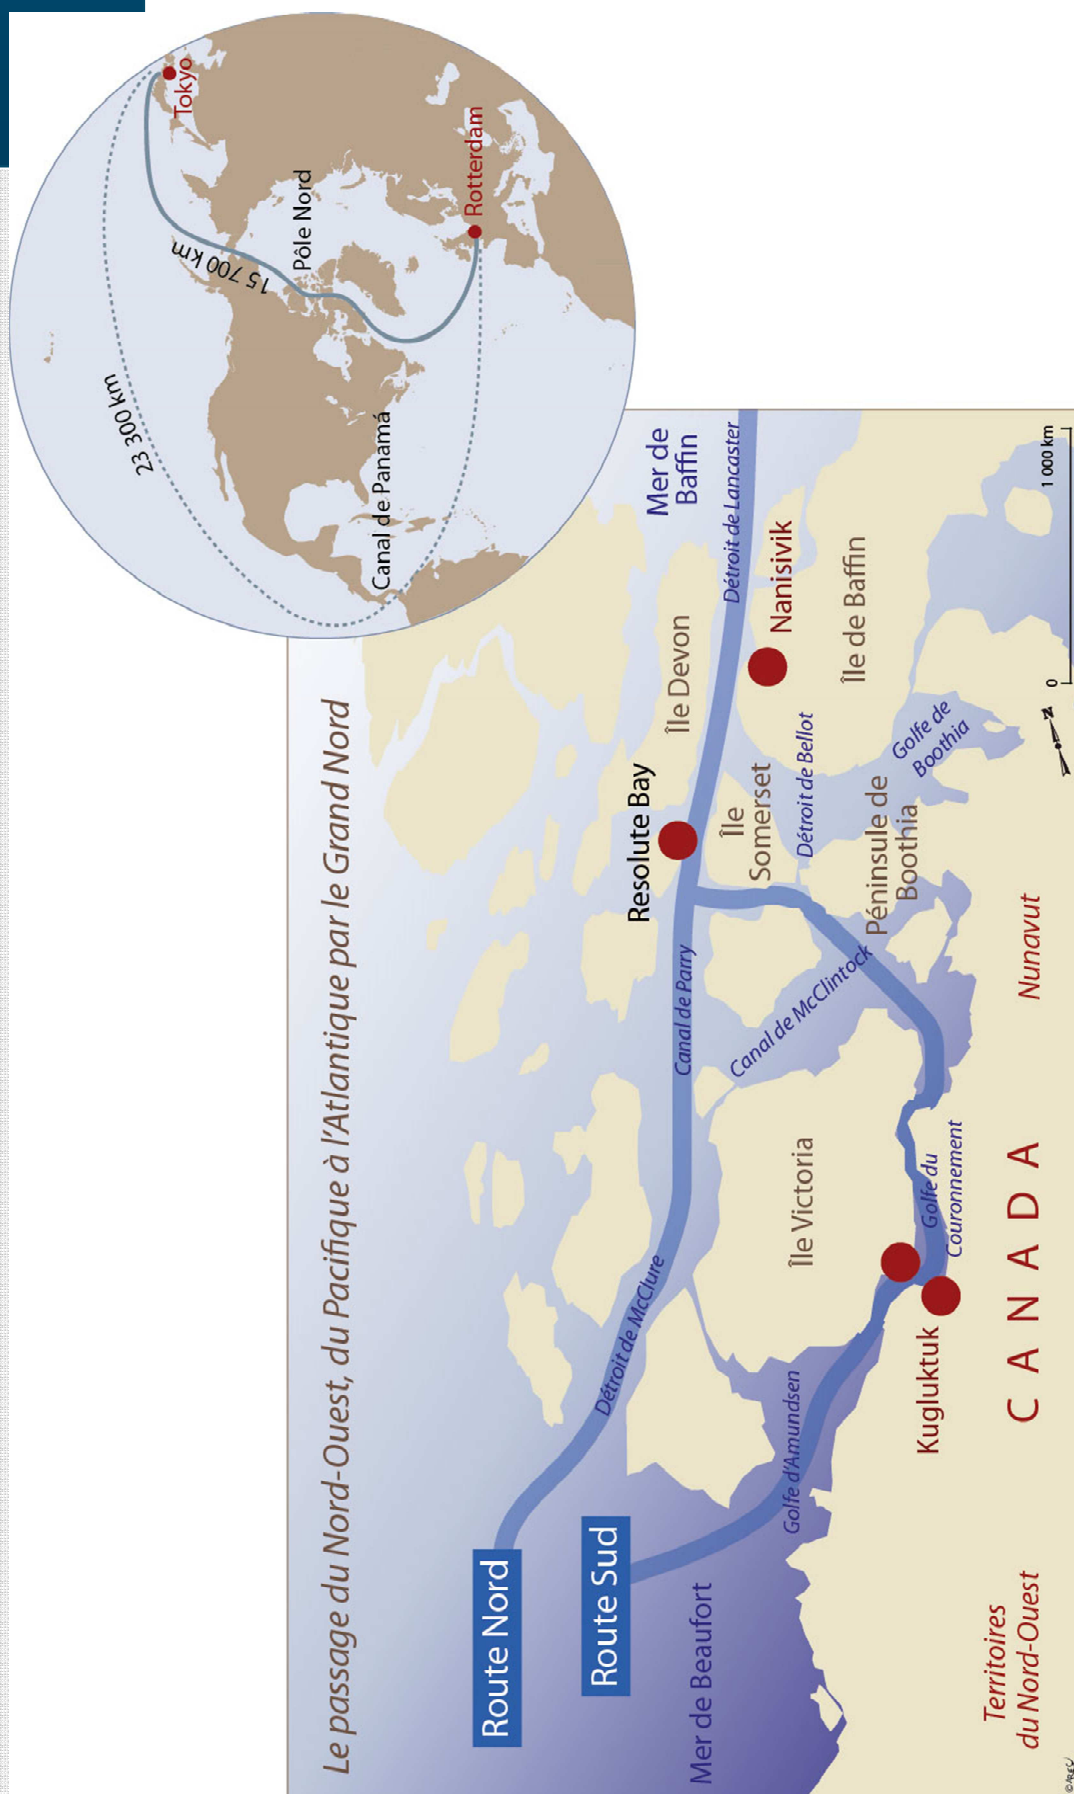 Le passage du Nord-Ouest, du Pacifique à l'Atlantique par le Grand Nord
Tokyo
Rotterdam
Pôle Nord
15 700 km
23 300 km
Canal de Panamá
Route Nord
Route Sud
Mer de Beaufort
Détroit de McClure
Golfe d'Amundsen
Canal de Parry
Resolute Bay
Île Devon
Mer de
Baffin
Détroit de Lancaster
Nanisivik
Île de Baffin
Île
Somerset
Détroit de Bellot
Golfe de
Boothia
Péninsule de
Boothia
Canal de McClintock
Île Victoria
Golfe du
Couronnement
Kugluktuk
CANADA
Nunavut
Territoires
du Nord-Ouest
N
0
1 000 km
©AREC